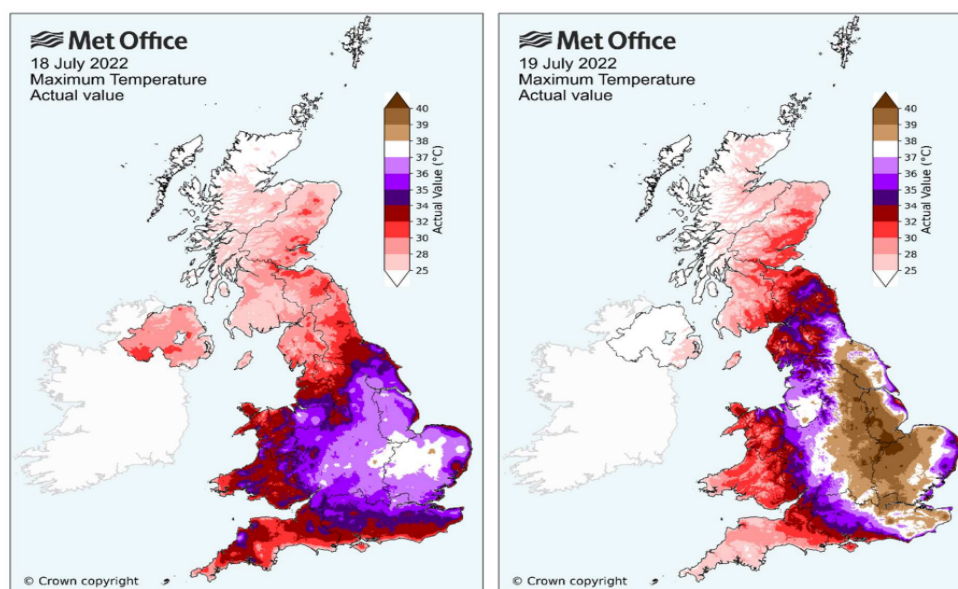 Met Office
18 July 2022
Maximum Temperature
Actual value
40
39
38
37
35
34
32
30
28
25
Actual Value (°C)
© Crown copyright
Met Office
19 July 2022
Maximum Temperature
Actual value
40
39
38
37
35
34
32
30
28
25
Actual Value (°C)
© Crown copyright